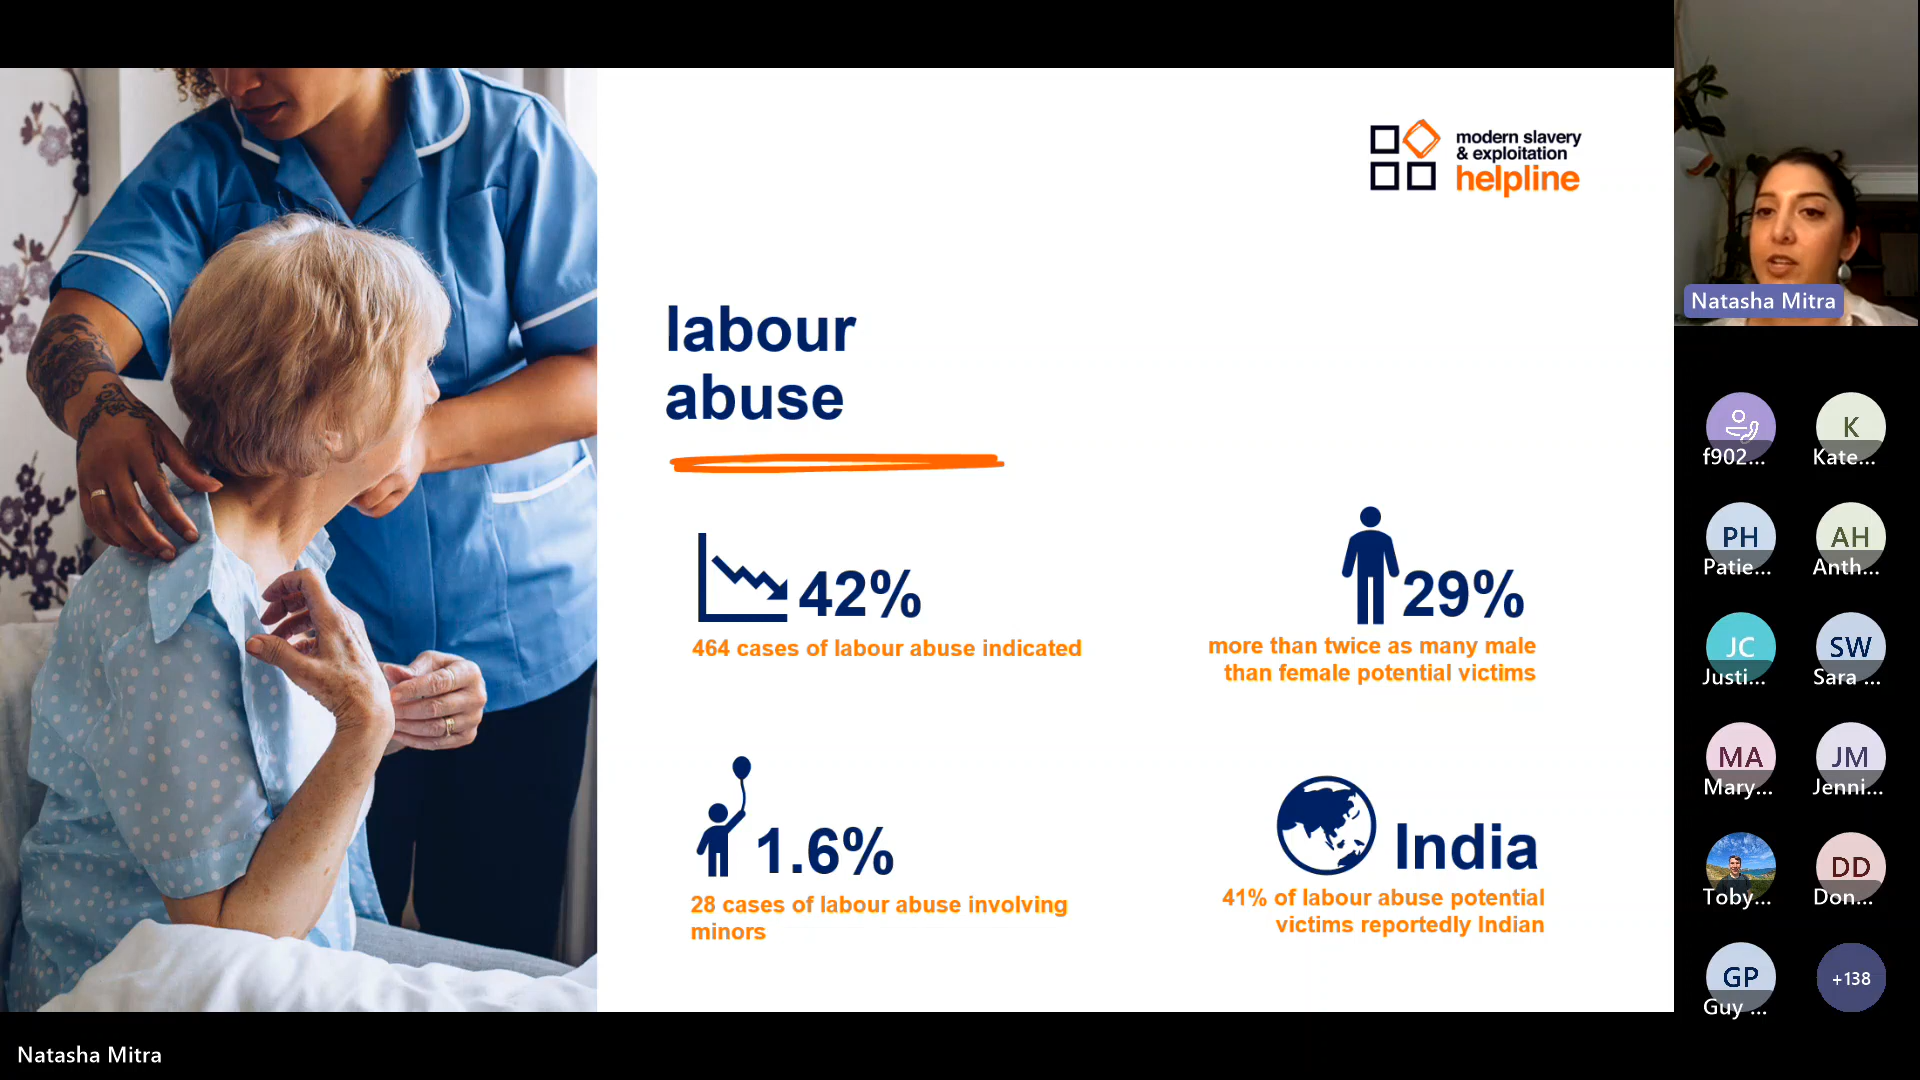 modern slavery
& exploitation
helpline
Natasha Mitra
labour
abuse
42%
464 cases of labour abuse indicated
29%
more than twice as many male
than female potential victims
1.6%
28 cases of labour abuse involving
minors
India
41% of labour abuse potential
victims reportedly Indian
f902...
K
Kate...
PH
Patie...
AH
Anth...
JC
Justi...
SW
Sara ...
MA
Mary...
JM
Jenni...
Toby...
DD
Don...
GP
Guy ...
+138
Natasha Mitra